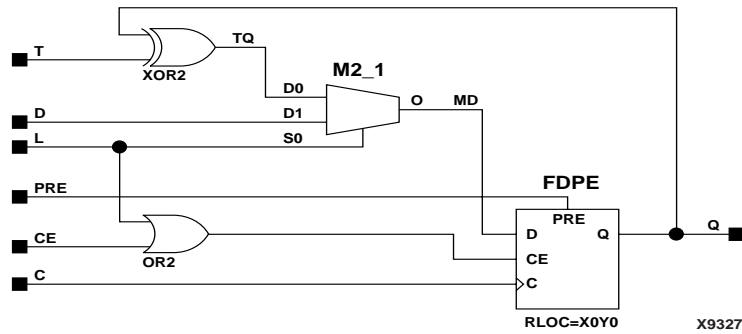 T
XOR2
TQ
M2_1
D0
D
D1
O
MD
L
S0
PRE
FDPE
PRE
D
Q
Q
CE
OR2
CE
C
C
RLOC=X0Y0
X9327